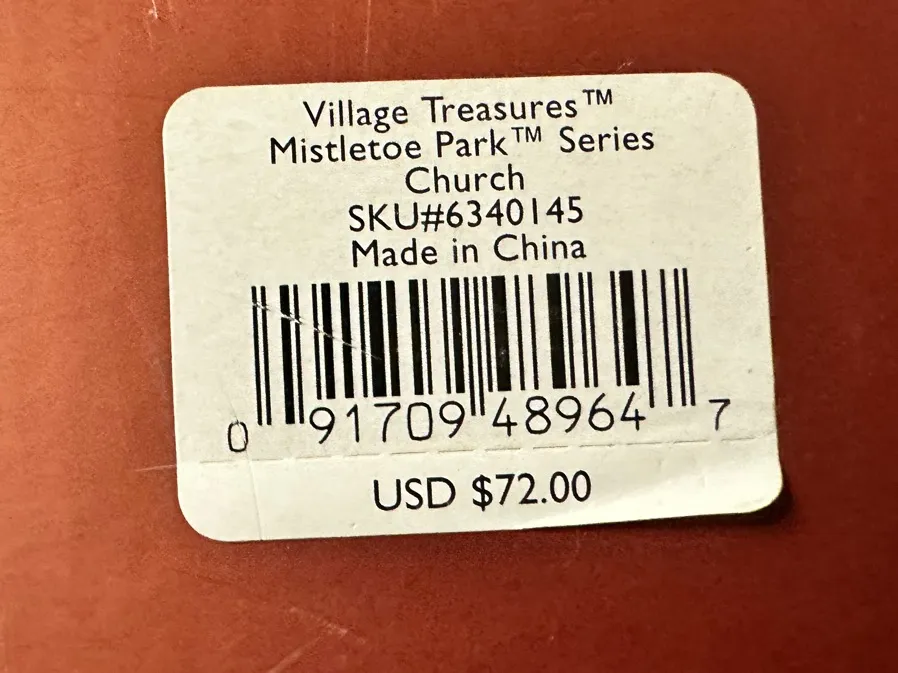 Village Treasures™
Mistletoe Park™ Series
Church
SKU#6340145
Made in China
0 91709 48964 7
USD $72.00